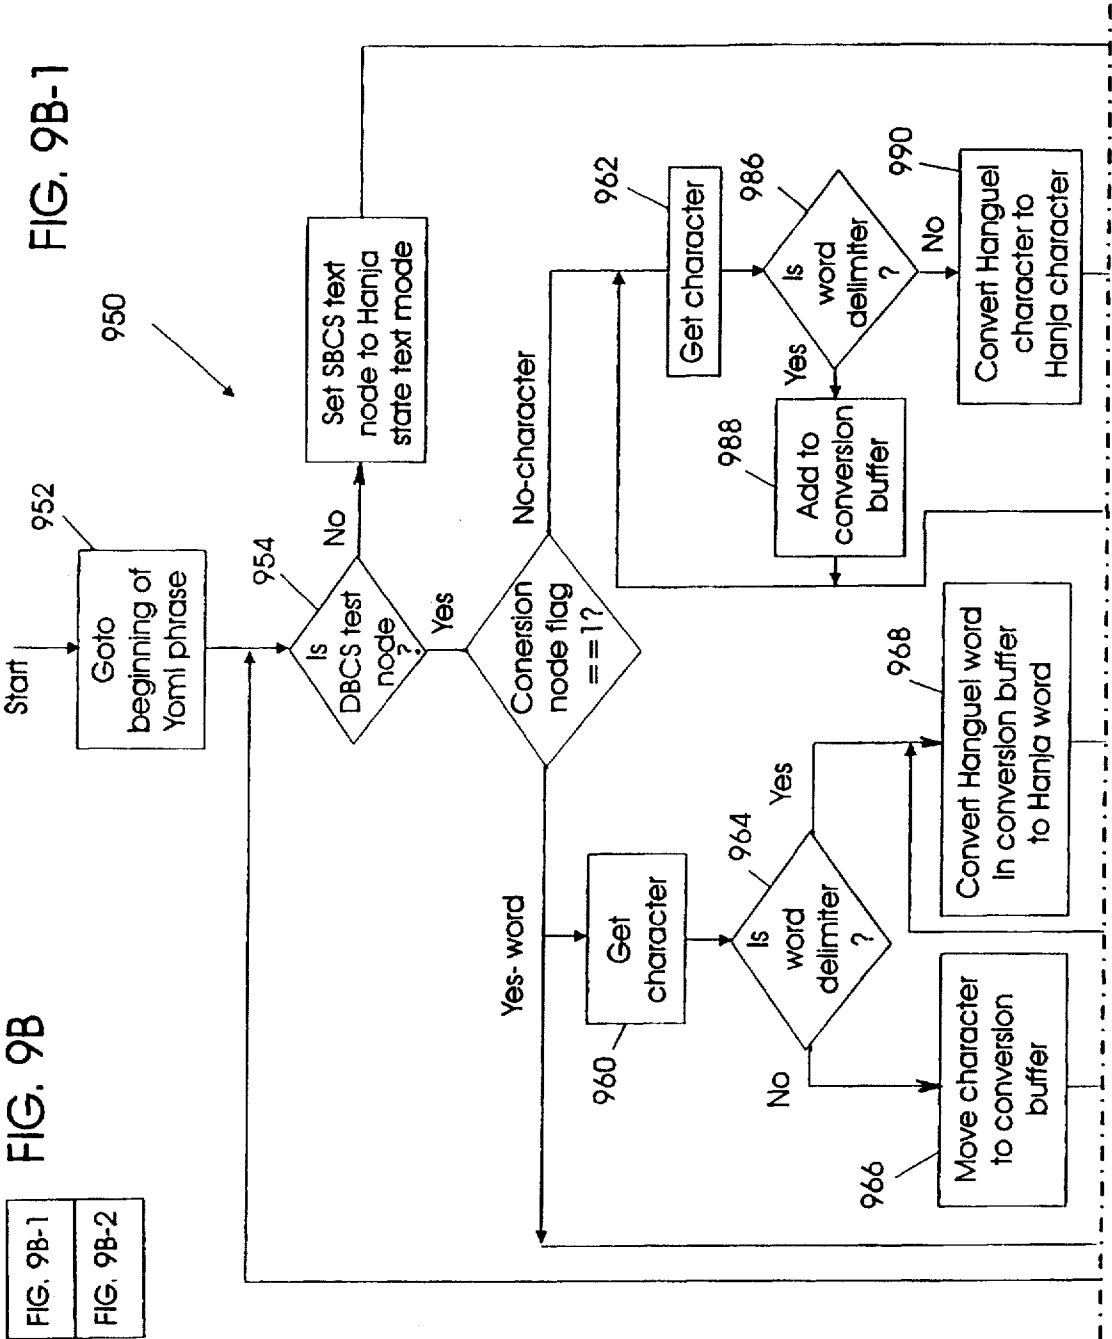 FIG. 9B-1
FIG. 9B-2
FIG. 9B
FIG. 9B-1
950
Start
952
Goto
beginning of
Yomi phrase
954
Is
DBCS test
node
?
No
Set SBCS text
node to Hanja
state text mode
Yes
Conersion
node flag
==1?
Yes- word
No-character
960
Get
character
964
Is
word
delimiter
?
No
Yes
966
Move character
to conversion
buffer
968
Convert Hanguel word
in conversion buffer
to Hanja word
962
Get character
986
Is
word
delimiter
?
Yes
No
988
Add to
conversion
buffer
990
Convert Hanguel
character to
Hanja character